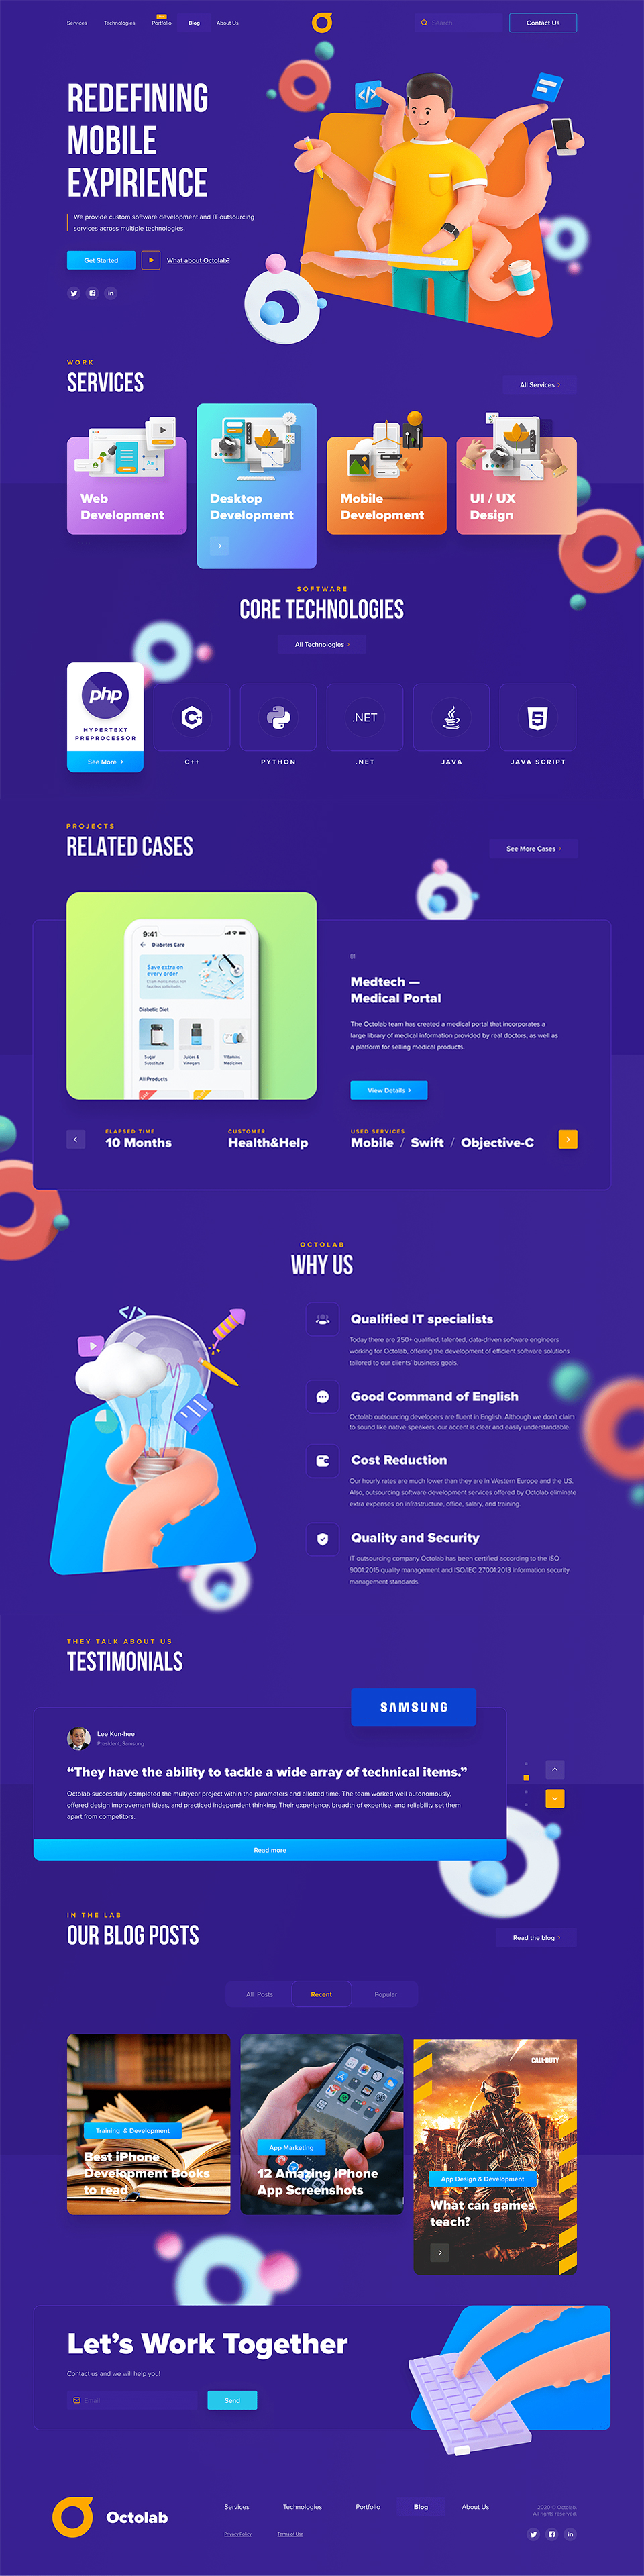 Services
Technologies
Portfolio
Blog
About Us
Search
Contact Us
REDEFINING
MOBILE
EXPIRIENCE
We provide custom software development and IT outsourcing
services across multiple technologies.
Get Started
What about Octolab?
WORK
SERVICES
All Services
Web
Development
Desktop
Development
Mobile
Development
UI / UX
Design
SOFTWARE
CORE TECHNOLOGIES
All Technologies
php
HYPERTEXT
PREPROCESSOR
See More
C++
PYTHON
.NET
.NET
JAVA
JAVA SCRIPT
PROJECTS
RELATED CASES
See More Cases
9:41
Diabetes Care
Save extra on
every order
Diabetic Diet
Sugar
Substitute
Juices &
Vinegars
Vitamins
Medicines
All Products
Medtech —
Medical Portal
The Octolab team has created a medical portal that incorporates a
large library of medical information provided by real doctors, as well as
a platform for selling medical products.
View Details
ELAPSED TIME
10 Months
CUSTOMER
Health&Help
USED SERVICES
Mobile / Swift / Objective-C
OCTOLAB
WHY US
Qualified IT specialists
Today there are 250+ qualified, talented, data-driven software engineers
working for Octolab, offering the development of efficient software solutions
tailored to our clients' business goals.
Good Command of English
Octolab outsourcing developers are fluent in English. Although we don't claim
to sound like native speakers, our accent is clear and easily understandable.
Cost Reduction
Our hourly rates are much lower than they are in Western Europe and the US.
Also, outsourcing software development services offered by Octolab eliminate
extra expenses on infrastructure, office, salary, and training.
Quality and Security
IT outsourcing company Octolab has been certified according to the ISO
9001:2015 quality management and ISO/IEC 27001:2013 information security
management standards.
THEY TALK ABOUT US
TESTIMONIALS
SAMSUNG
Lee Kun-hee
President, Samsung
“They have the ability to tackle a wide array of technical items.”
Octolab successfully completed the multiyear project within the parameters and allotted time. The team worked well autonomously,
offered design improvement ideas, and practiced independent thinking. Their experience, breadth of expertise, and reliability set them
apart from competitors.
Read more
IN THE LAB
OUR BLOG POSTS
Read the blog
All Posts
Recent
Popular
Training & Development
Best iPhone
Development Books
to read
App Marketing
12 Amazing iPhone
App Screenshots
CALL OF DUTY
App Design & Development
What can games
teach?
Let's Work Together
Contact us and we will help you!
Email
Send
Octolab
Services
Technologies
Portfolio
Blog
About Us
Privacy Policy
Terms of Use
2020 © Octolab.
All rights reserved.